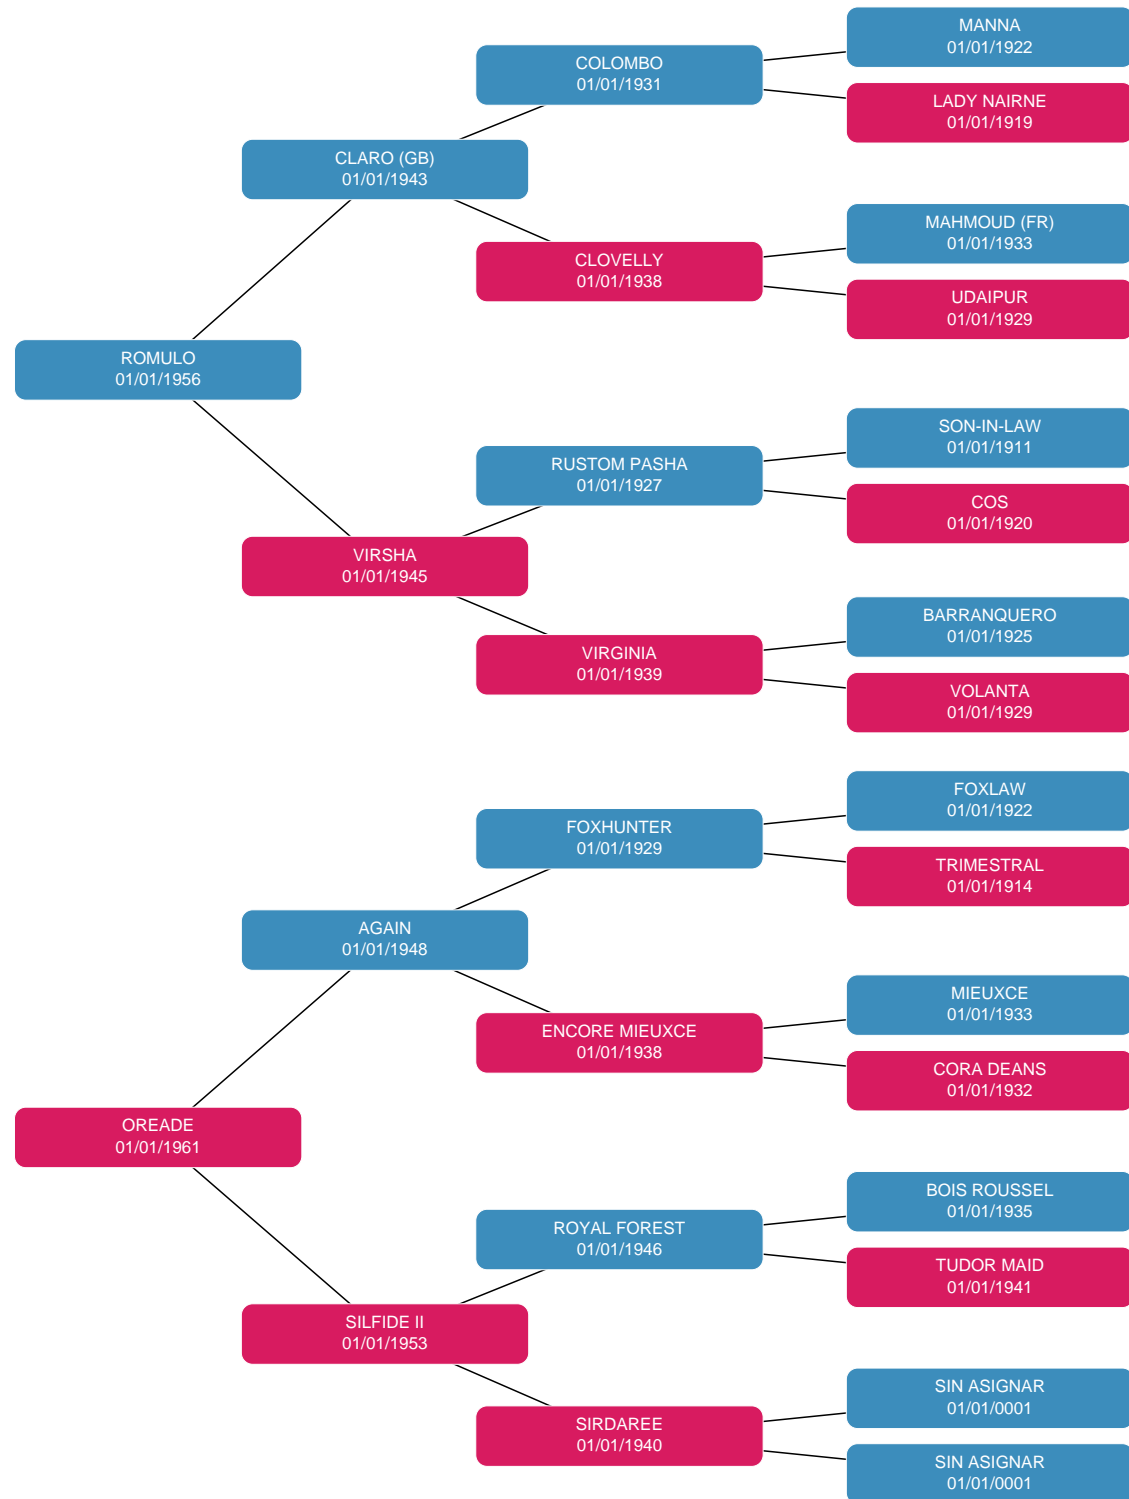 MANNA
01/01/1922
COLOMBO
01/01/1931
LADY NAIRNE
01/01/1919
CLARO (GB)
01/01/1943
MAHMOUD (FR)
01/01/1933
CLOVELLY
01/01/1938
UDAIPUR
01/01/1929
ROMULO
01/01/1956
SON-IN-LAW
01/01/1911
RUSTOM PASHA
01/01/1927
COS
01/01/1920
VIRSHA
01/01/1945
BARRANQUERO
01/01/1925
VIRGINIA
01/01/1939
VOLANTA
01/01/1929
FOXLAW
01/01/1922
FOXHUNTER
01/01/1929
TRIMESTRAL
01/01/1914
AGAIN
01/01/1948
MIEUXCE
01/01/1933
ENCORE MIEUXCE
01/01/1938
CORA DEANS
01/01/1932
OREADE
01/01/1961
BOIS ROUSSEL
01/01/1935
ROYAL FOREST
01/01/1946
TUDOR MAID
01/01/1941
SILFIDE II
01/01/1953
SIN ASIGNAR
01/01/0001
SIRDAREE
01/01/1940
SIN ASIGNAR
01/01/0001